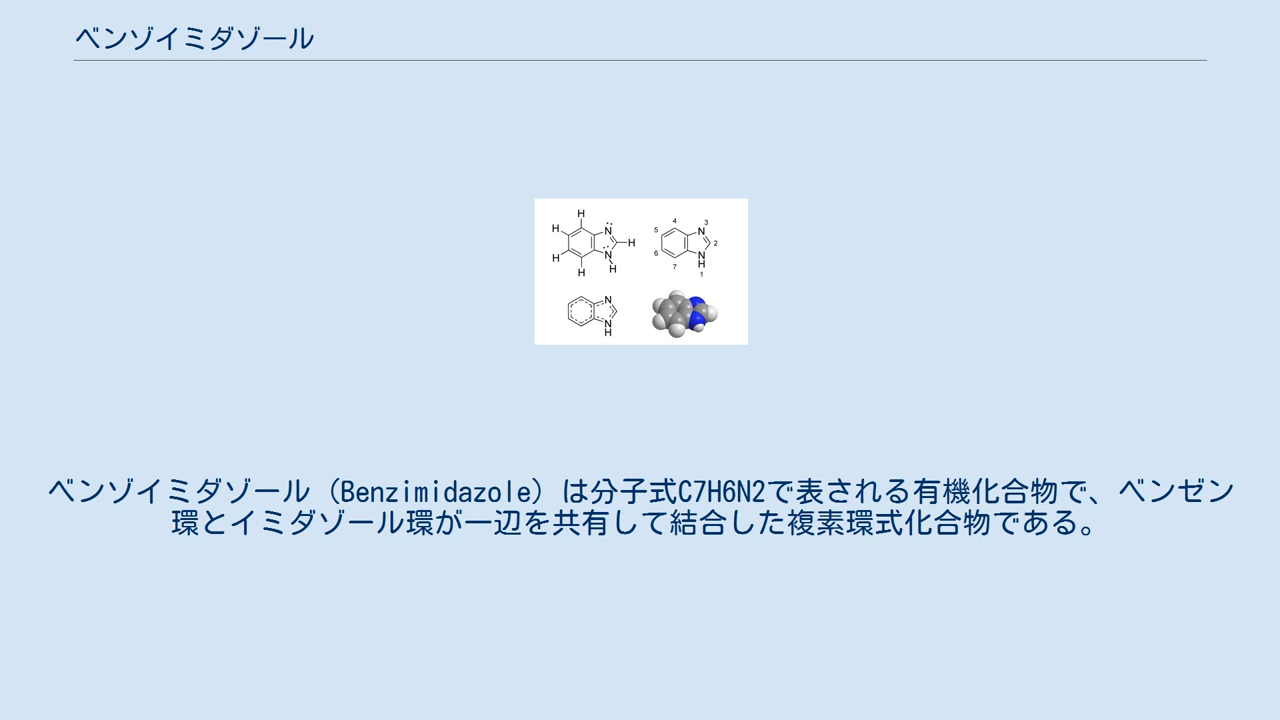 ベンゾイミダゾール
H
H
N
H
N
H
H
H
4
3
5
N
2
6
N
H
7
1
N
N
H
ベンゾイミダゾール（Benzimidazole）は分子式C7H6N2で表される有機化合物で、ベンゼン
環とイミダゾール環が一辺を共有して結合した複素環式化合物である。